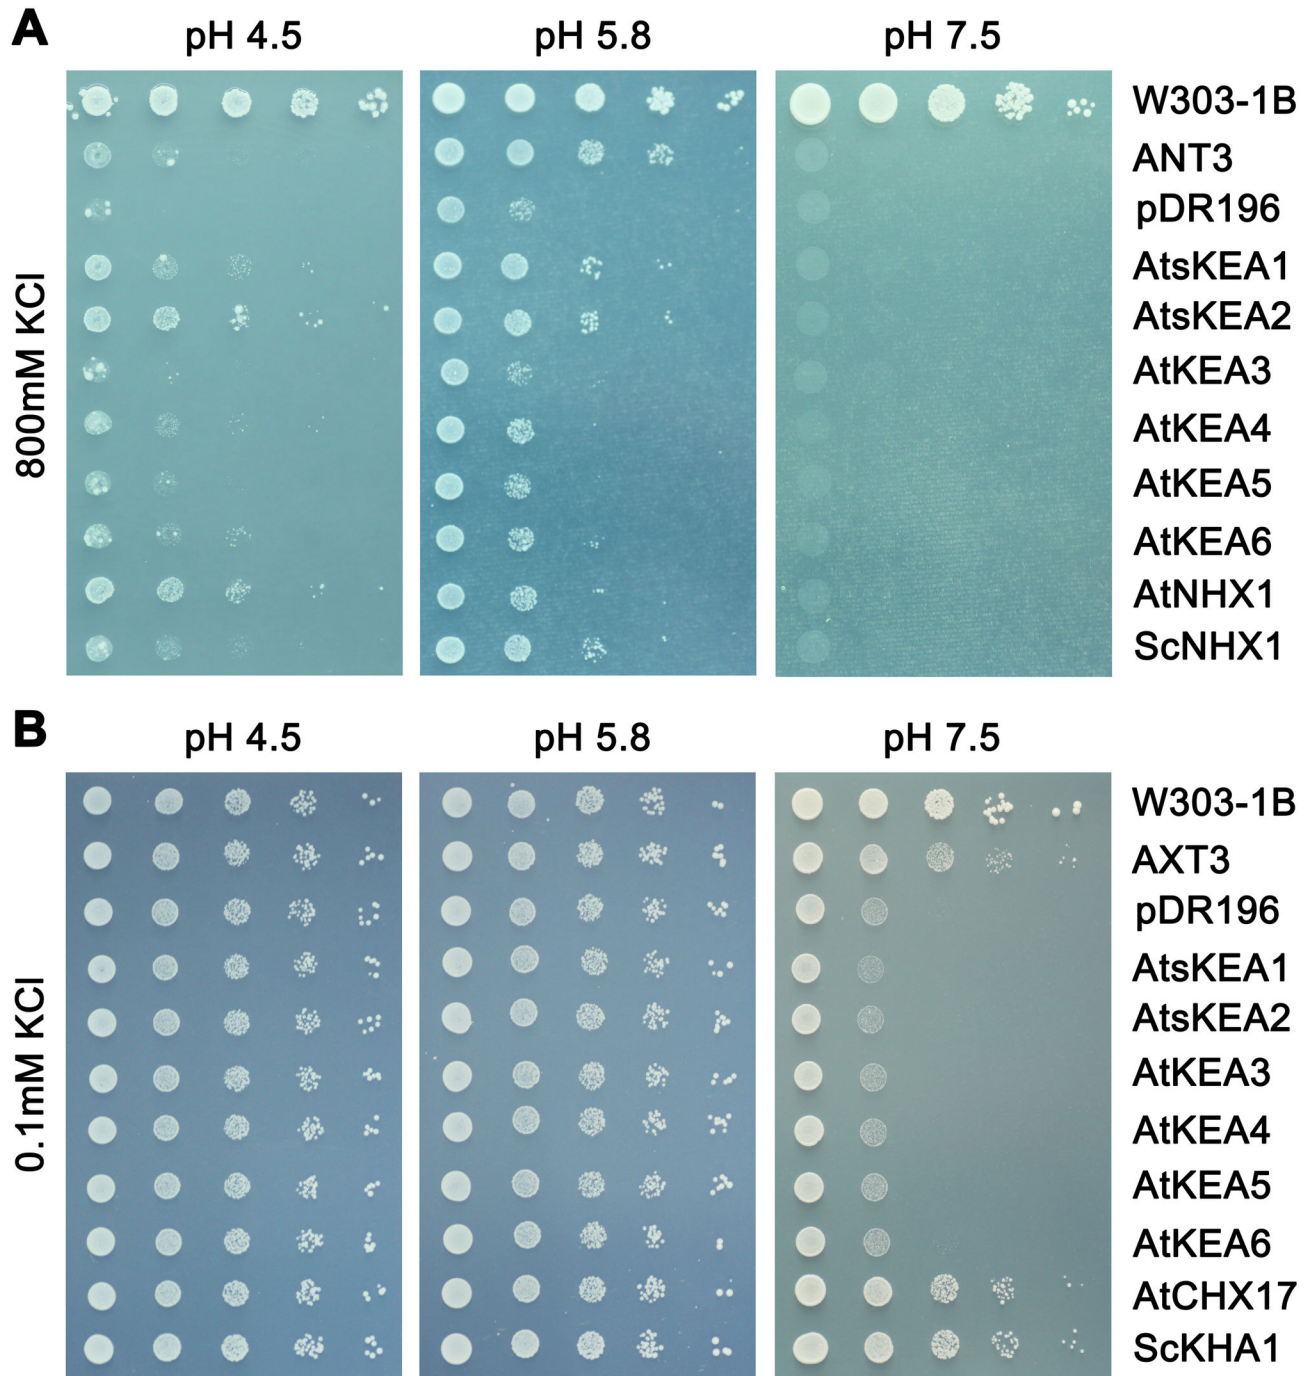 A
pH 4.5 pH 5.8 pH 7.5
800mM KCl
W303-1B
ANT3
pDR196
AtsKEA1
AtsKEA2
AtKEA3
AtKEA4
AtKEA5
AtKEA6
AtNHX1
ScNHX1
B
pH 4.5 pH 5.8 pH 7.5
0.1mM KCl
W303-1B
AXT3
pDR196
AtsKEA1
AtsKEA2
AtKEA3
AtKEA4
AtKEA5
AtKEA6
AtCHX17
ScKHA1